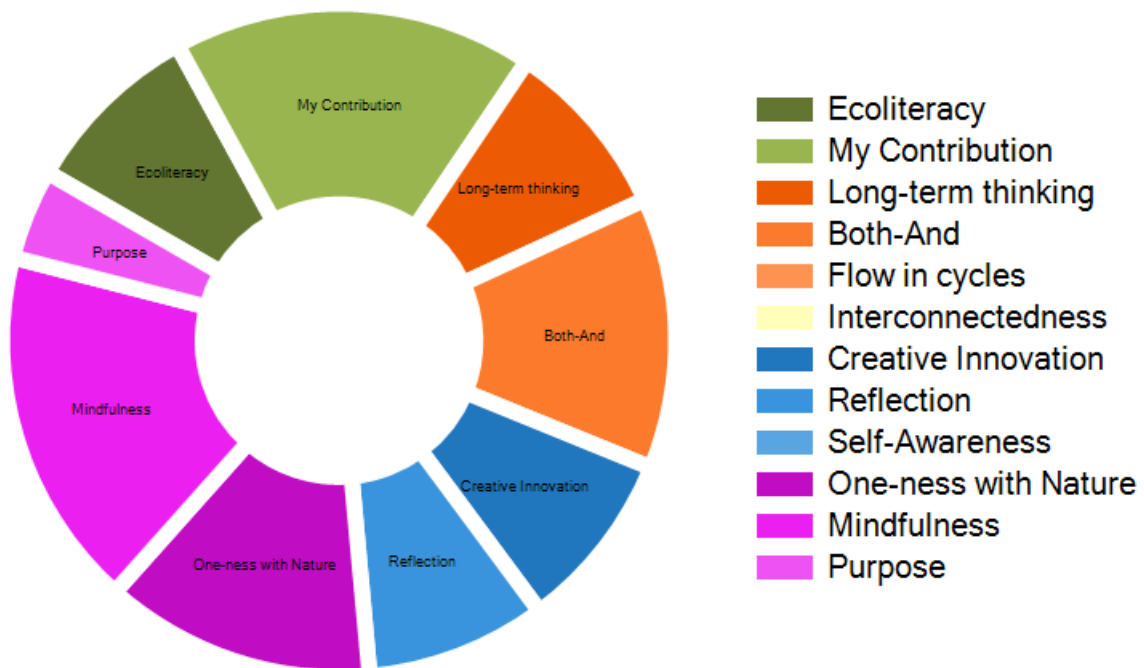 My Contribution
Ecoliteracy
Long-term thinking
Purpose
Both-And
Mindfulness
Creative Innovation
One-ness with Nature
Reflection
Ecoliteracy
My Contribution
Long-term thinking
Both-And
Flow in cycles
Interconnectedness
Creative Innovation
Reflection
Self-Awareness
One-ness with Nature
Mindfulness
Purpose